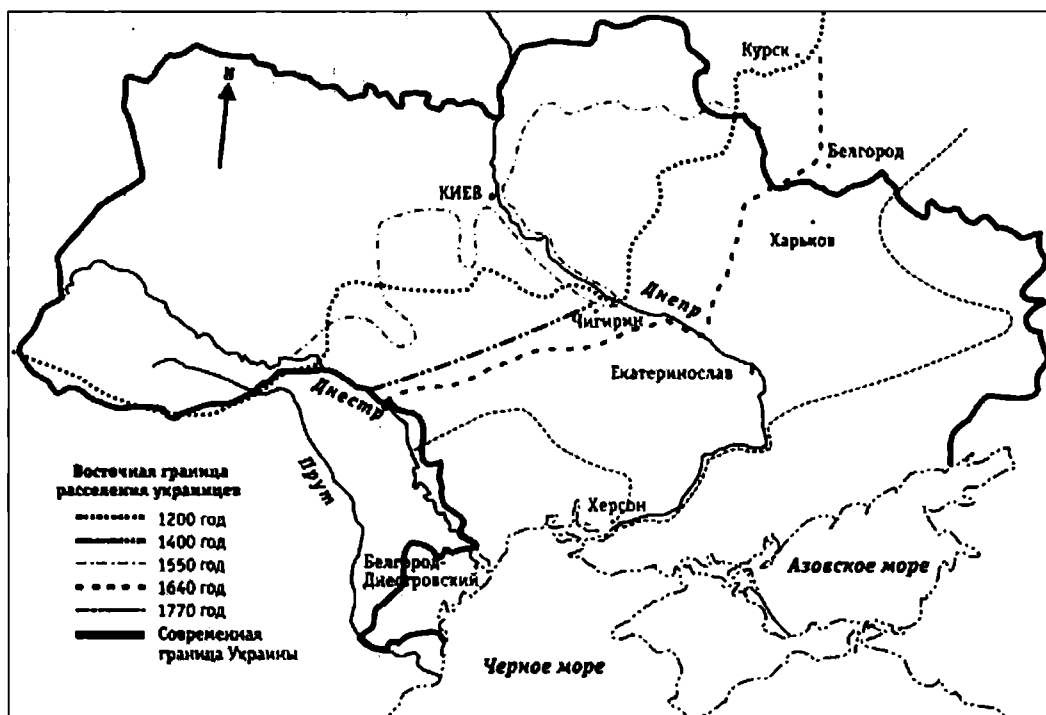 Курск
N
Белгород
КИЕВ
Харьков
Днепр
Чигирин
Екатеринослав
Днестр
Прут
Восточная граница
расселения украинцев
1200 год
1400 год
1550 год
1640 год
1770 год
Современная
граница Украины
Херсон
Белгород-
Днестровский
Азовское море
Черное море